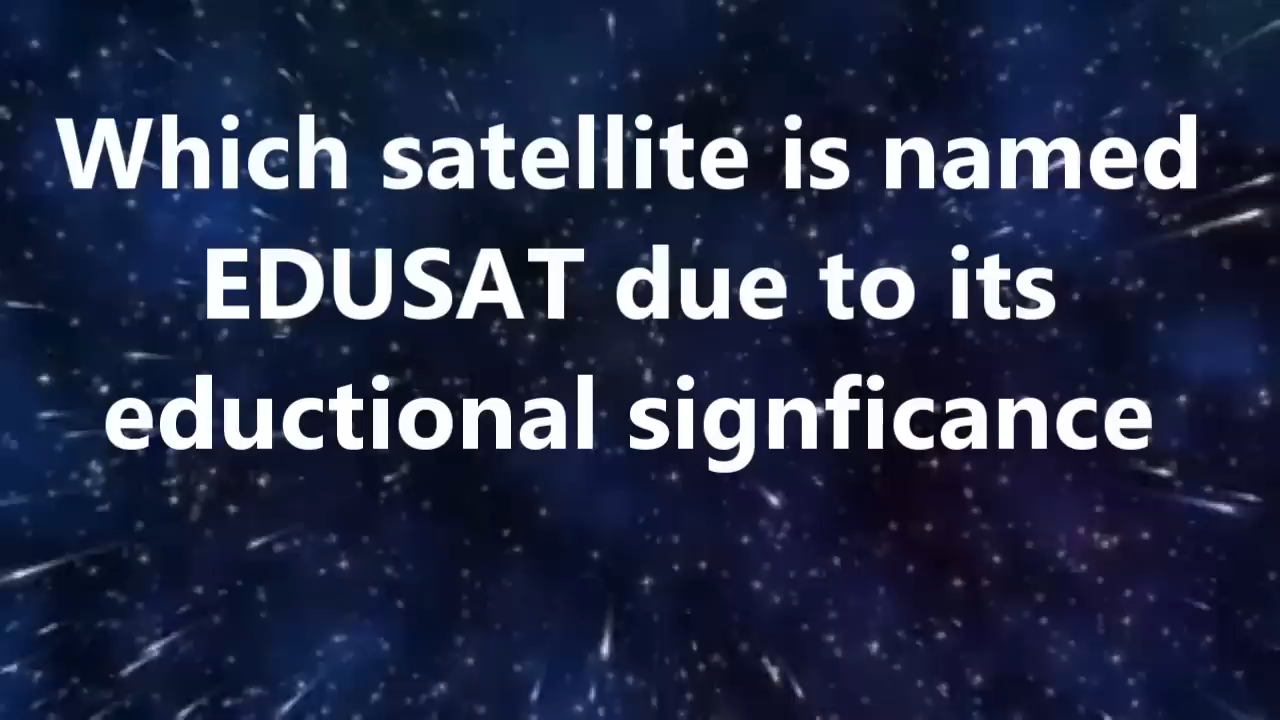 Which satellite is named
EDUSAT due to its
eductional signficance